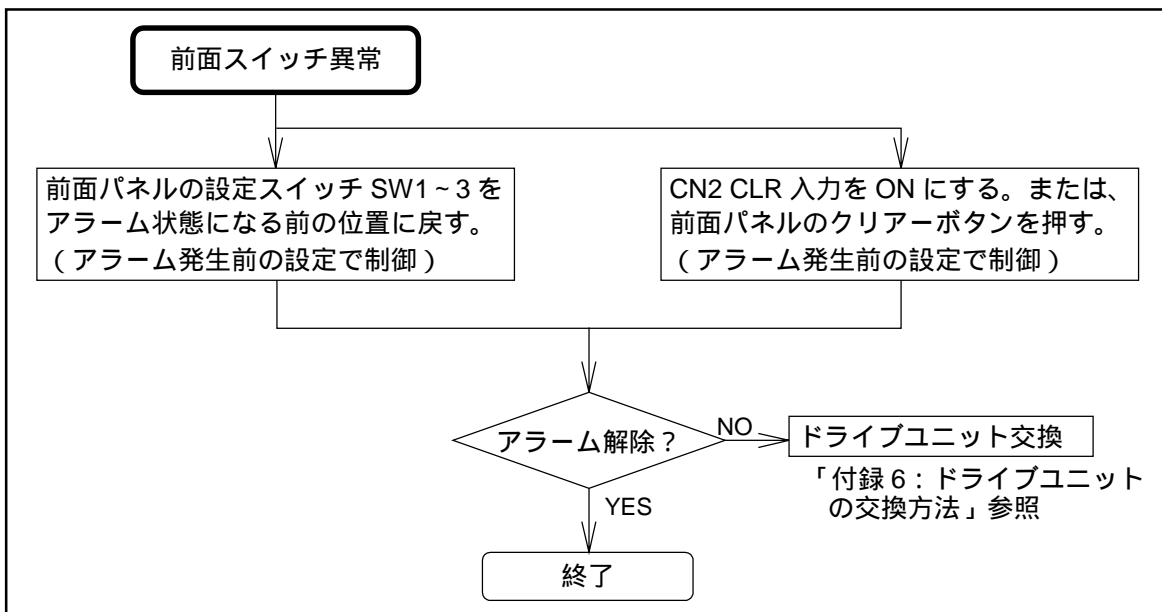 前面スイッチ異常
前面パネルの設定スイッチ SW1~3 を
アラーム状態になる前の位置に戻す。
(アラーム発生前の設定で制御)
CN2 CLR 入力を ON にする。または、
前面パネルのクリアーボタンを押す。
(アラーム発生前の設定で制御)
アラーム解除?
NO
ドライブユニット交換
「付録 6:ドライブユニット
の交換方法」参照
YES
終了